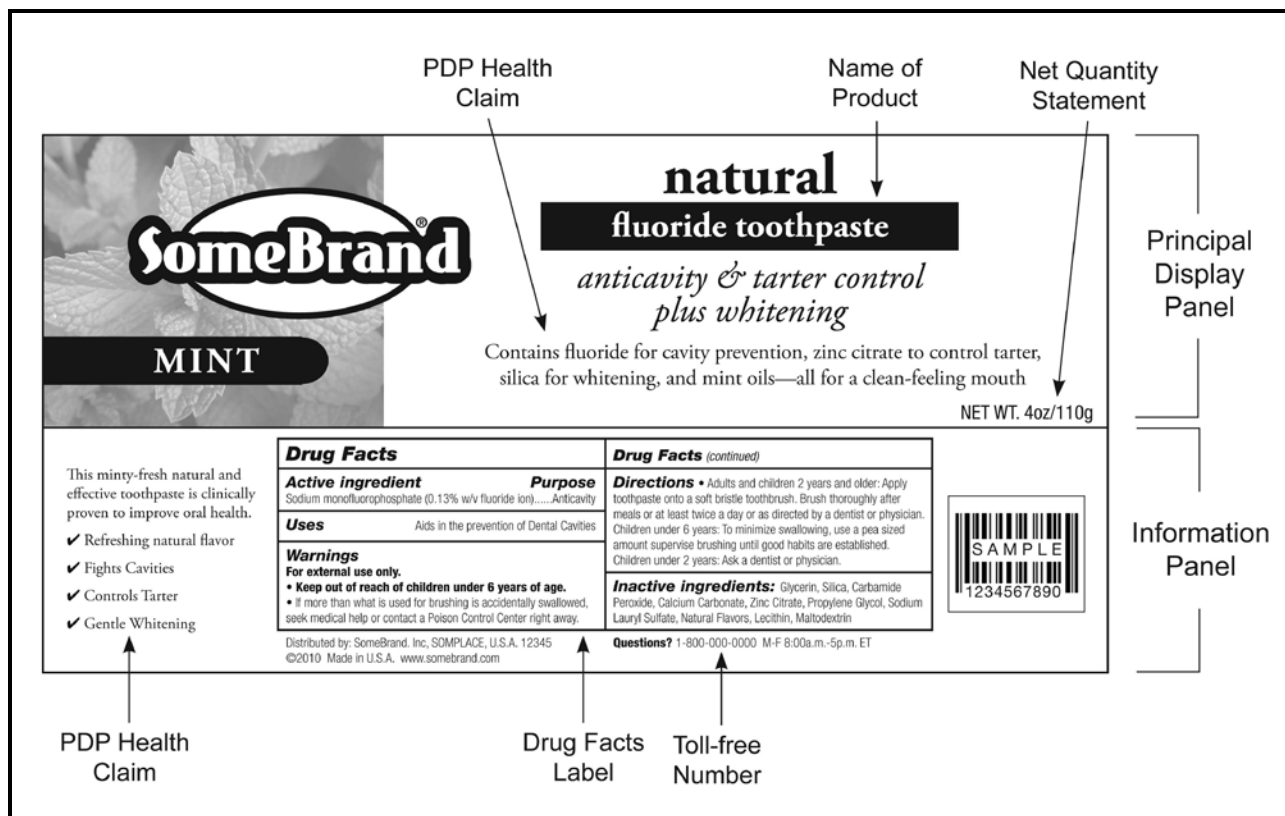 PDP Health
Claim
Name of
Product
Net Quantity
Statement
SomeBrand®
MINT
natural
fluoride toothpaste
anticavity & tarter control
plus whitening
Contains fluoride for cavity prevention, zinc citrate to control tarter,
silica for whitening, and mint oils—all for a clean-feeling mouth
NET WT. 4oz/110g
Principal
Display
Panel
This minty-fresh natural and
effective toothpaste is clinically
proven to improve oral health.
✔ Refreshing natural flavor
✔ Fights Cavities
✔ Controls Tarter
✔ Gentle Whitening
Drug Facts
Active ingredient Purpose
Sodium monofluorophosphate (0.13% w/v fluoride ion)......Anticavity
Uses Aids in the prevention of Dental Cavities
Warnings
For external use only.
• Keep out of reach of children under 6 years of age.
• If more than what is used for brushing is accidentally swallowed,
seek medical help or contact a Poison Control Center right away.
Distributed by: SomeBrand. Inc, SOMPLACE, U.S.A. 12345
©2010 Made in U.S.A. www.somebrand.com
Drug Facts (continued)
Directions • Adults and children 2 years and older: Apply
toothpaste onto a soft bristle toothbrush. Brush thoroughly after
meals or at least twice a day or as directed by a dentist or physician.
Children under 6 years: To minimize swallowing, use a pea sized
amount supervise brushing until good habits are established.
Children under 2 years: Ask a dentist or physician.
Inactive ingredients: Glycerin, Silica, Carbamide
Peroxide, Calcium Carbonate, Zinc Citrate, Propylene Glycol, Sodium
Lauryl Sulfate, Natural Flavors, Lecithin, Maltodextrin
Questions? 1-800-000-0000 M-F 8:00a.m.-5p.m. ET
SAMPLE
1234567890
Information
Panel
PDP Health
Claim
Drug Facts
Label
Toll-free
Number